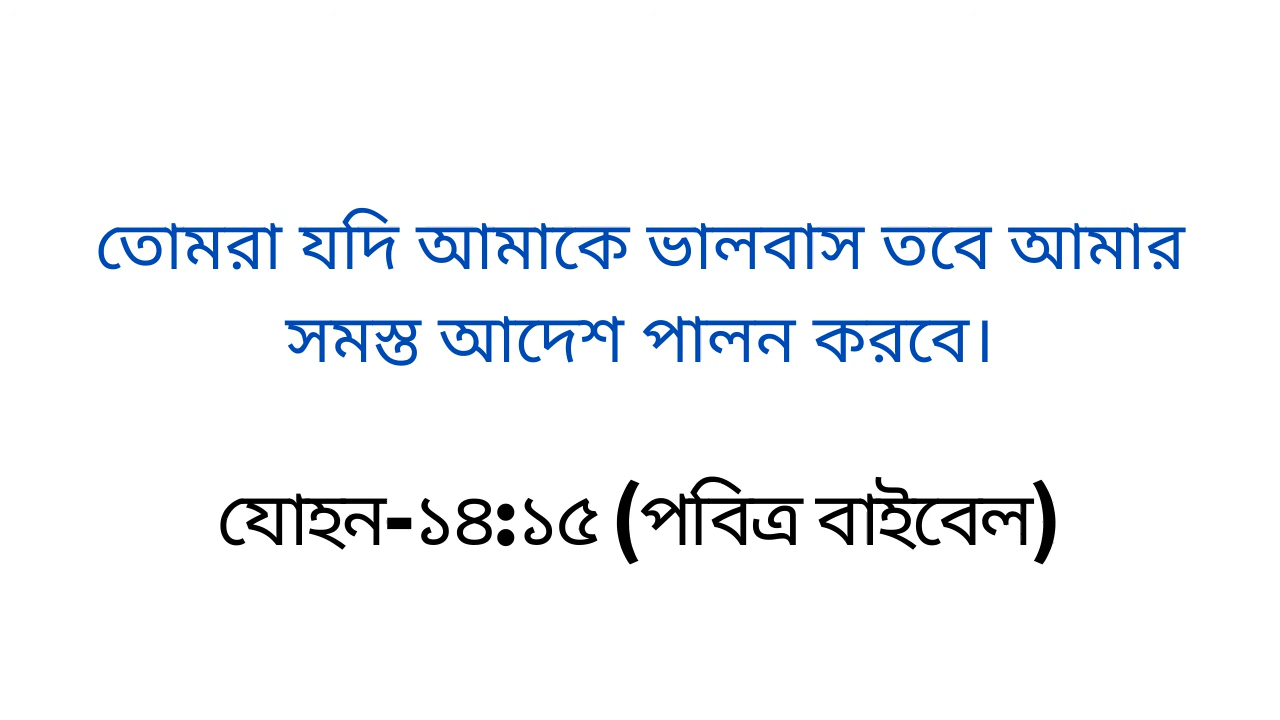 তোমরা যদি আমাকে ভালবাস তবে আমার
সমস্ত আদেশ পালন করবে।
যোহন-১৪:১৫ (পবিত্র বাইবেল)